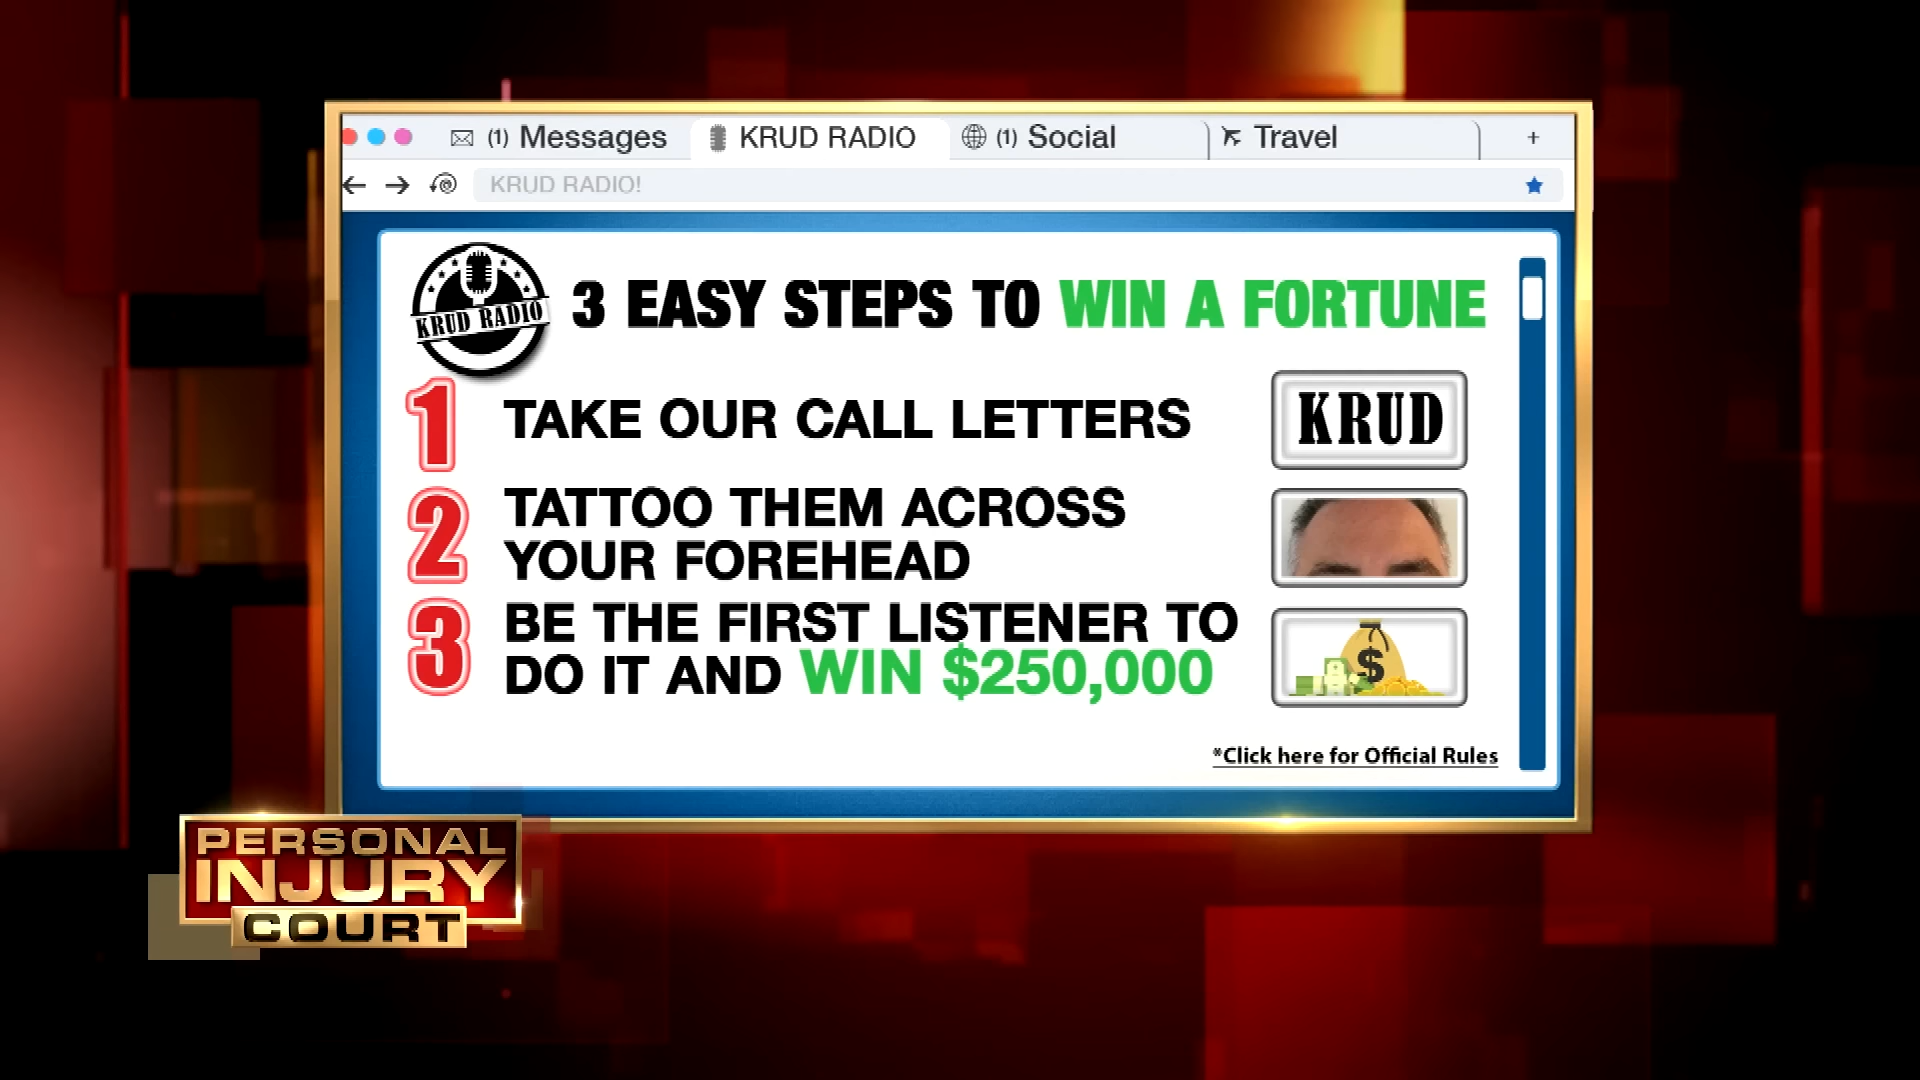 (1) Messages
KRUD RADIO
(1) Social
Travel
+
KRUD RADIO!
KRUD RADIO
3 EASY STEPS TO WIN A FORTUNE
1 TAKE OUR CALL LETTERS
KRUD
2 TATTOO THEM ACROSS
YOUR FOREHEAD
3 BE THE FIRST LISTENER TO
DO IT AND WIN $250,000
$
*Click here for Official Rules
PERSONAL
INJURY
COURT